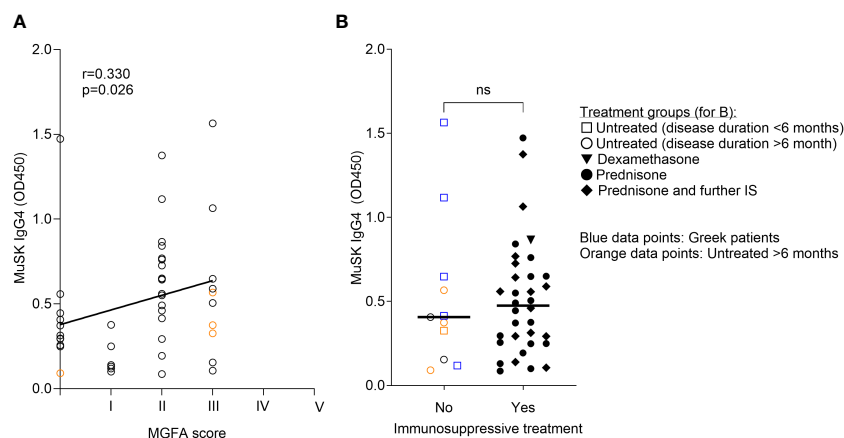 A
2.0
1.5
1.0
0.5
0.0
MuSK IgG4 (OD450)
r=0.330
p=0.026
I
II
III
IV
V
MGFA score
B
2.0
1.5
1.0
0.5
0.0
MuSK IgG4 (OD450)
ns
No
Yes
Immunosuppressive treatment
Treatment groups (for B):
Untreated (disease duration <6 months)
Untreated (disease duration >6 month)
Dexamethasone
Prednisone
Prednisone and further IS
Blue data points: Greek patients
Orange data points: Untreated >6 months